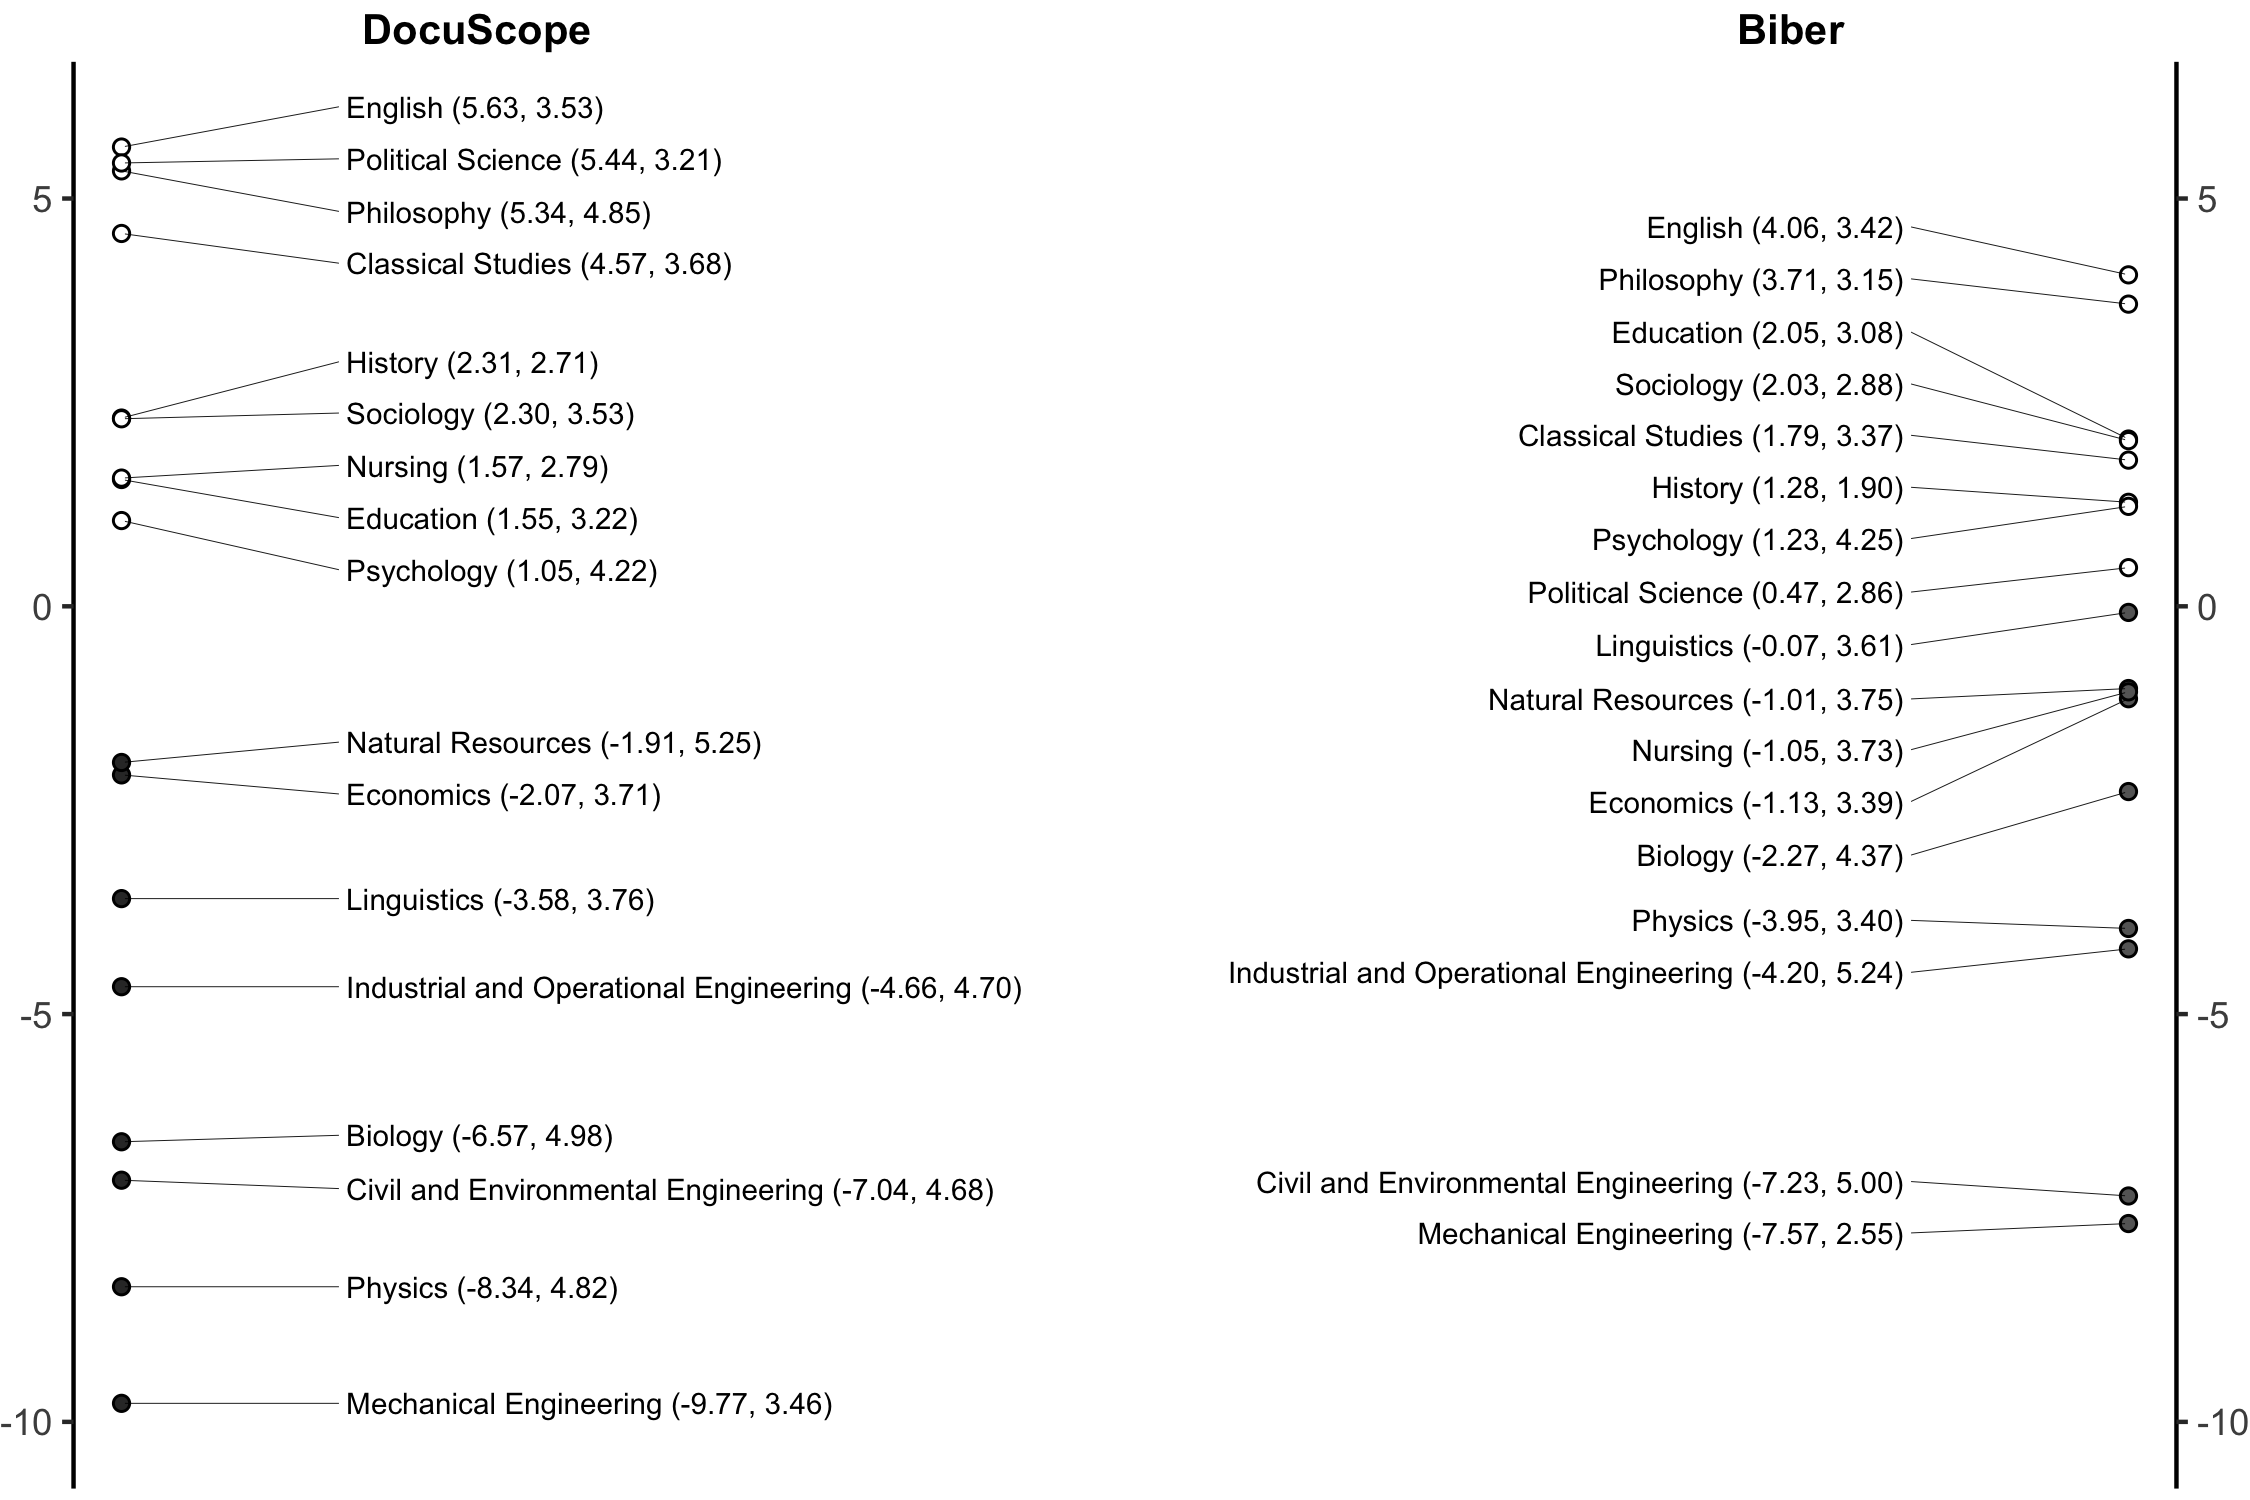 DocuScope
English (5.63, 3.53)
Political Science (5.44, 3.21)
5
Philosophy (5.34, 4.85)
Classical Studies (4.57, 3.68)
History (2.31, 2.71)
Sociology (2.30, 3.53)
Nursing (1.57, 2.79)
Education (1.55, 3.22)
Psychology (1.05, 4.22)
0
Natural Resources (-1.91, 5.25)
Economics (-2.07, 3.71)
Linguistics (-3.58, 3.76)
Industrial and Operational Engineering (-4.66, 4.70)
-5
Biology (-6.57, 4.98)
Civil and Environmental Engineering (-7.04, 4.68)
Physics (-8.34, 4.82)
Mechanical Engineering (-9.77, 3.46)
-10
Biber
5
English (4.06, 3.42)
Philosophy (3.71, 3.15)
Education (2.05, 3.08)
Sociology (2.03, 2.88)
Classical Studies (1.79, 3.37)
History (1.28, 1.90)
Psychology (1.23, 4.25)
Political Science (0.47, 2.86)
0
Linguistics (-0.07, 3.61)
Natural Resources (-1.01, 3.75)
Nursing (-1.05, 3.73)
Economics (-1.13, 3.39)
Biology (-2.27, 4.37)
Physics (-3.95, 3.40)
Industrial and Operational Engineering (-4.20, 5.24)
-5
Civil and Environmental Engineering (-7.23, 5.00)
Mechanical Engineering (-7.57, 2.55)
-10